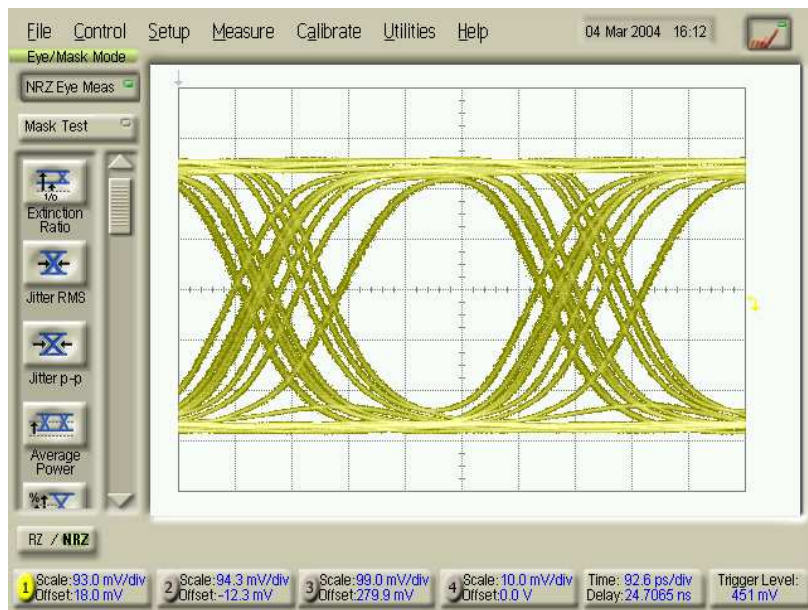 File Control Setup Measure Calibrate Utilities Help 04 Mar 2004 16:12
Eye/Mask Mode
NRZ Eye Meas
Mask Test
1/0
Extinction
Ratio
Jitter RMS
Jitter p-p
Average
Power
RZ / NRZ
1 Scale:93.0 mV/div
Offset:18.0 mV
2 Scale:94.3 mV/div
Offset:-12.3 mV
3 Scale:99.0 mV/div
Offset:279.9 mV
4 Scale:10.0 mV/div
Offset:0.0 V
Time: 92.6 ps/div
Delay:24.7065 ns
Trigger Level:
451 mV